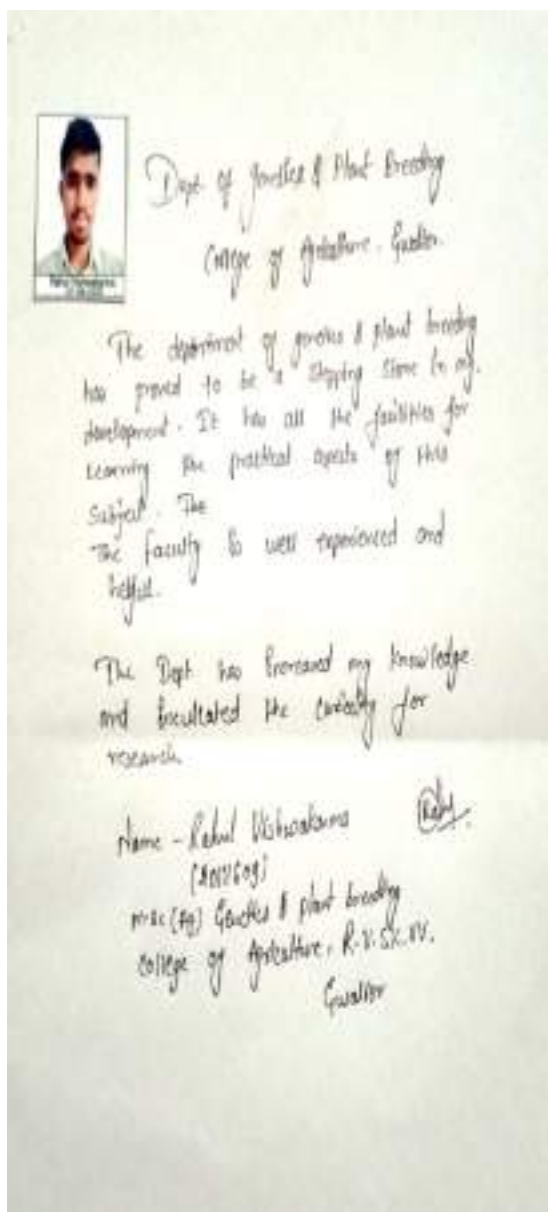 Dept of Genetics & Plant Breeding
College of Agriculture, Gwalior.
The department of genetics & plant breeding
has proved to be a stepping stone in my
development. It has all the facilities for
learning the practical aspects of this
Subject. The
The faculty is well experienced and
helpful.
The Dept has increased my knowledge
and inculcated the curiosity for
research.
Name - Rahul Vishwakarma
M.Sc (Ag) Genetics & plant breeding
College of Agriculture, R.V.S.K.V.V.
Gwalior